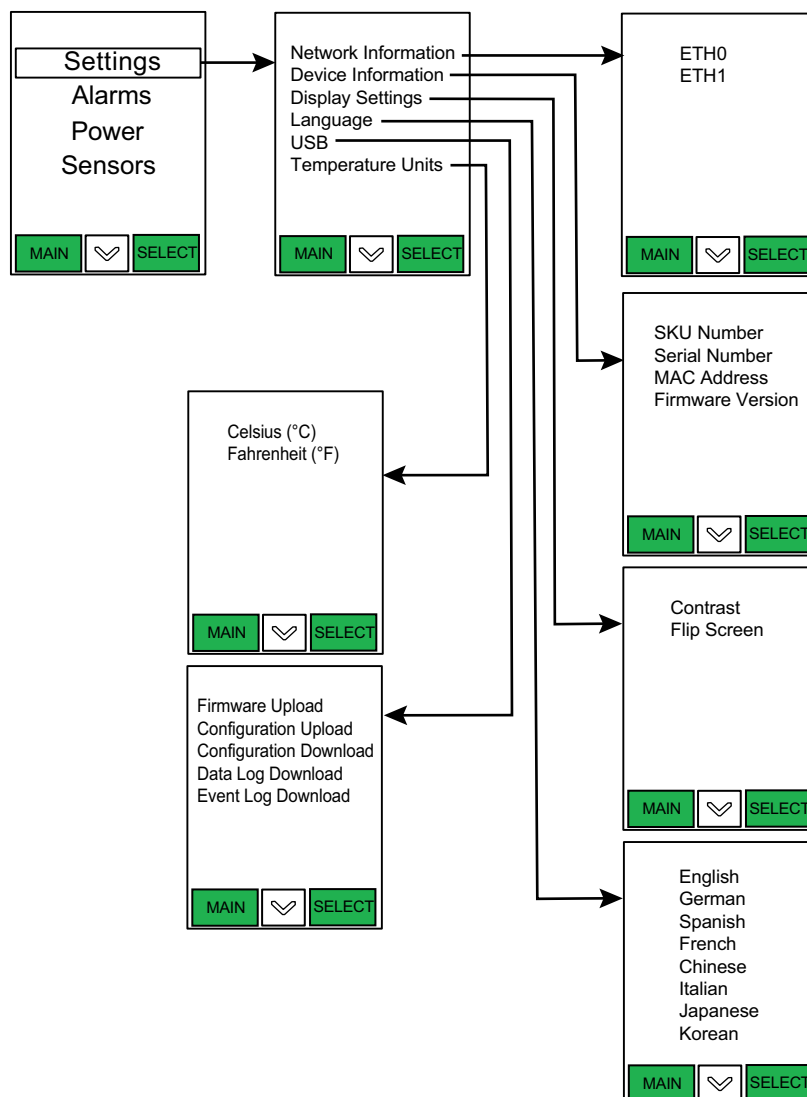 Settings
Alarms
Power
Sensors
MAIN
SELECT
Network Information
Device Information
Display Settings
Language
USB
Temperature Units
MAIN
SELECT
ETH0
ETH1
MAIN
SELECT
SKU Number
Serial Number
MAC Address
Firmware Version
MAIN
SELECT
Celsius (°C)
Fahrenheit (°F)
MAIN
SELECT
Contrast
Flip Screen
MAIN
SELECT
Firmware Upload
Configuration Upload
Configuration Download
Data Log Download
Event Log Download
MAIN
SELECT
English
German
Spanish
French
Chinese
Italian
Japanese
Korean
MAIN
SELECT